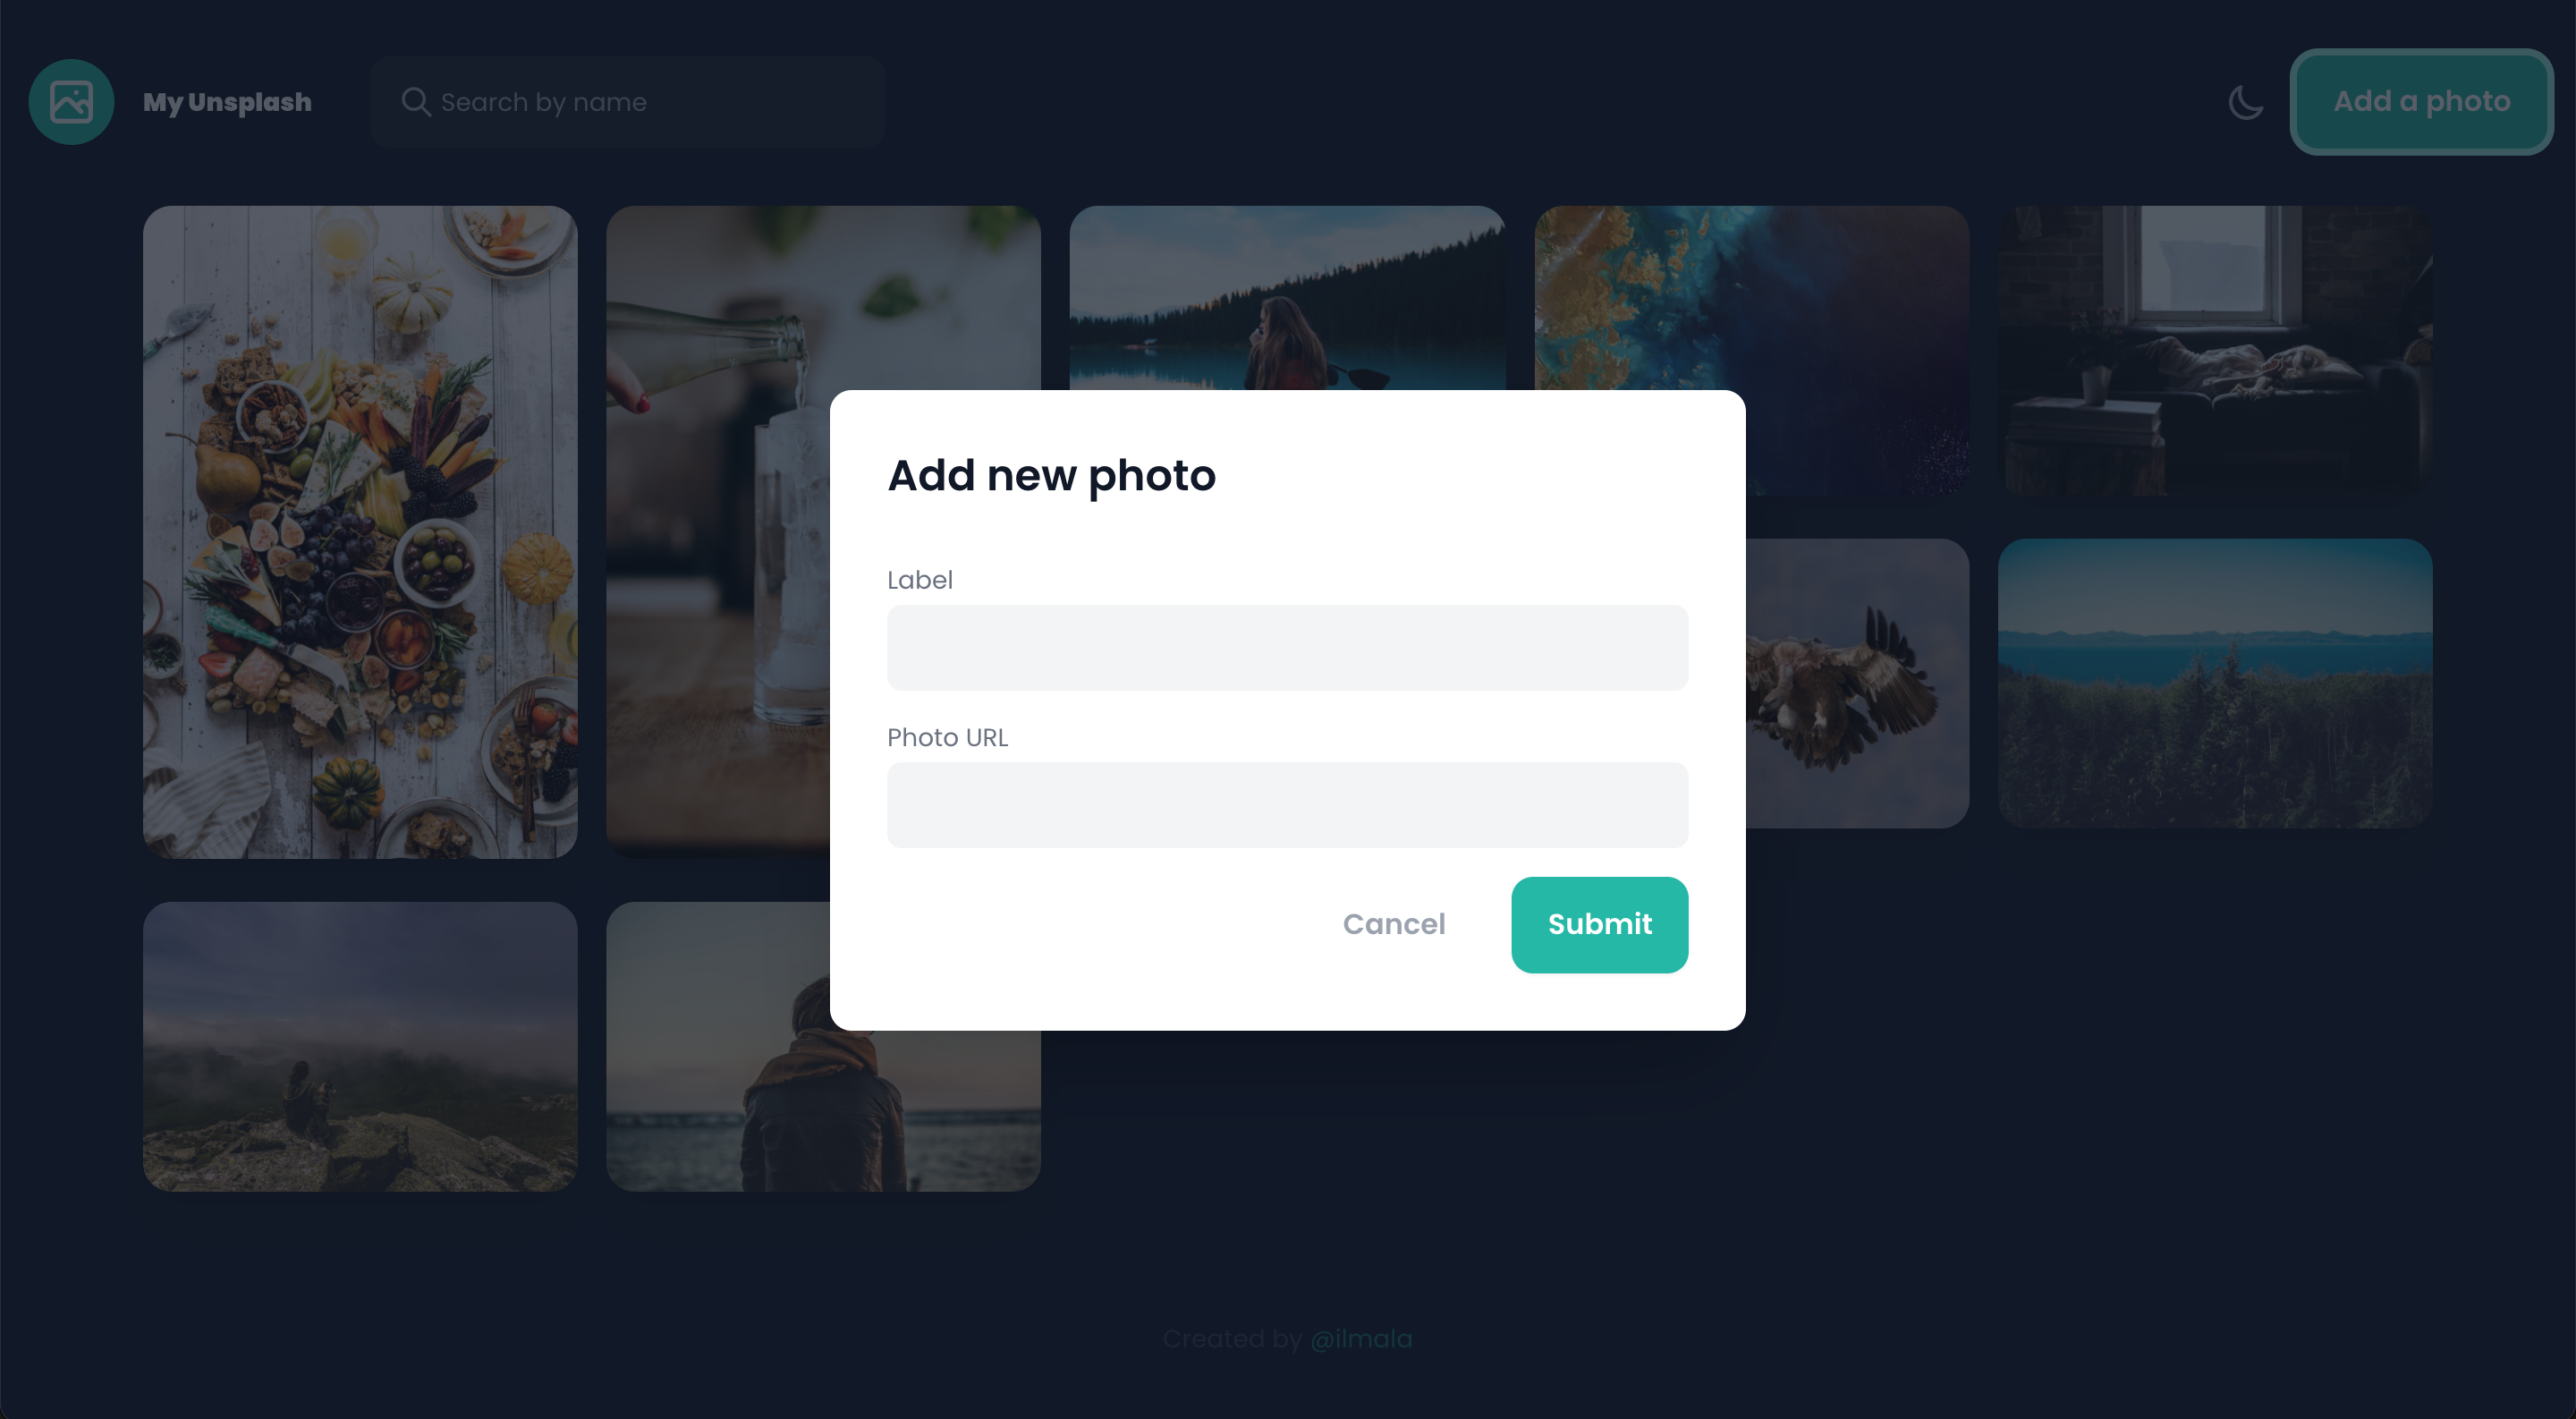 My Unsplash
Search by name
Add a photo
Add new photo
Label
Photo URL
Cancel
Submit
Created by @ilmala